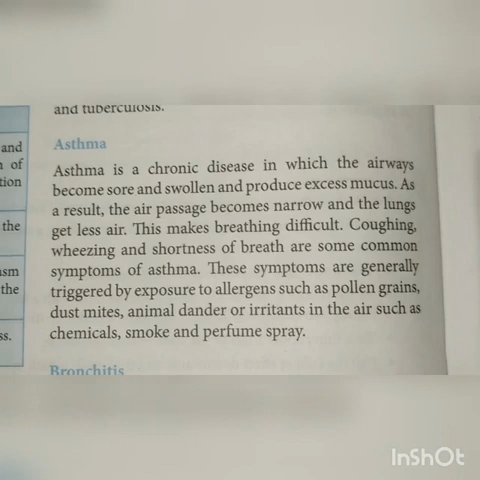 and tuberculosis.
Asthma
Asthma is a chronic disease in which the airways
become sore and swollen and produce excess mucus. As
a result, the air passage becomes narrow and the lungs
get less air. This makes breathing difficult. Coughing,
wheezing and shortness of breath are some common
symptoms of asthma. These symptoms are generally
triggered by exposure to allergens such as pollen grains,
dust mites, animal dander or irritants in the air such as
chemicals, smoke and perfume spray.
Bronchitis
and
of
the
the
InShOt